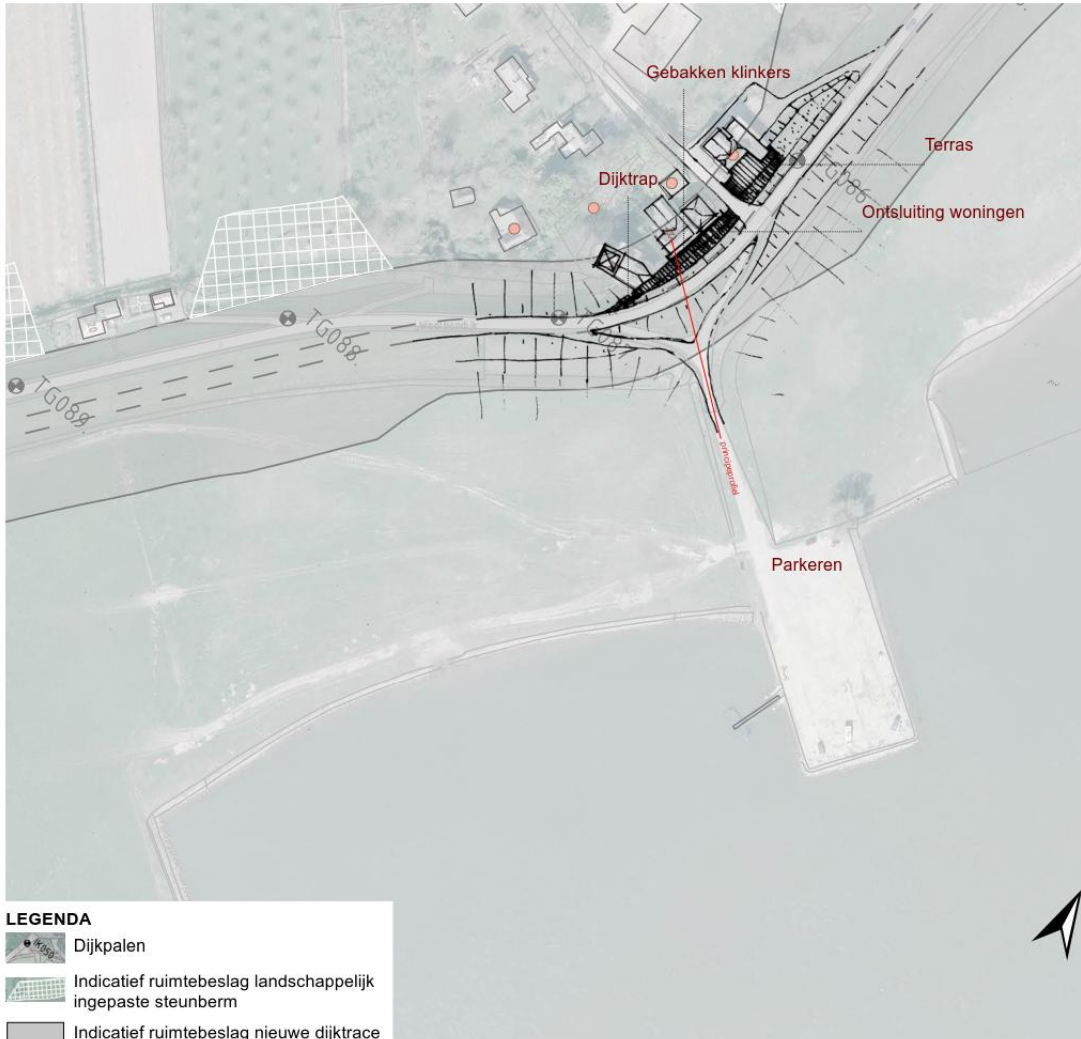 Gebakken klinkers
Terras
Dijktrap
TG086
Ontsluiting woningen
TG088
TG089
principeprofiel
Parkeren
LEGENDA
Dijkpalen
Indicatief ruimtebeslag landschappelijk
ingepaste steunberm
Indicatief ruimtebeslag nieuwe dijktrace